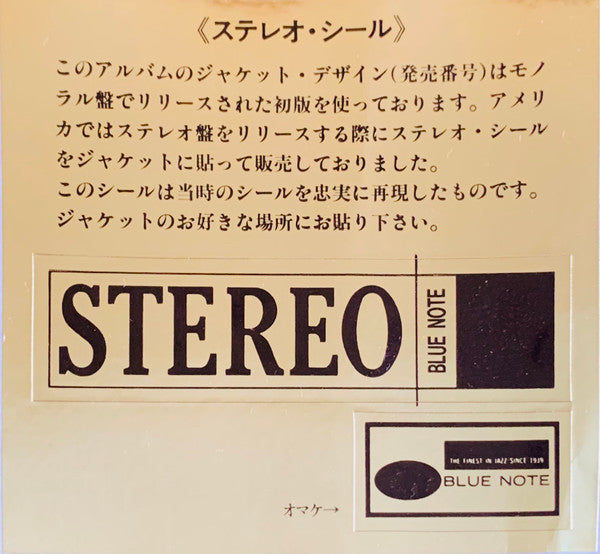 《ステレオ・シール》
このアルバムのジャケット・デザイン(発売番号)はモノ
ラル盤でリリースされた初版を使っております。アメリ
カではステレオ盤をリリースする際にステレオ・シール
をジャケットに貼って販売しておりました。
このシールは当時のシールを忠実に再現したものです。
ジャケットのお好きな場所にお貼り下さい。
STEREO
BLUE NOTE
THE FINEST IN JAZZ SINCE 1939
BLUE NOTE
オマケ→